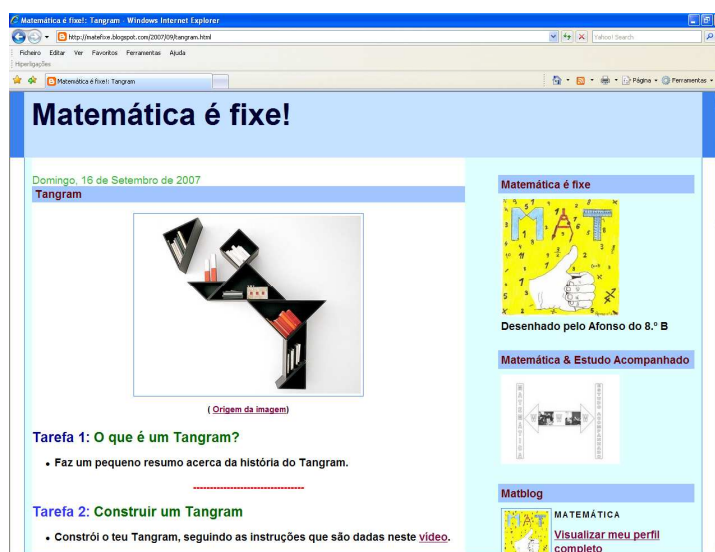 Matemática é fixe!: Tangram - Windows Internet Explorer
http://matefixe.blogspot.com/2007/09/tangram.html
Yahoo! Search
Ficheiro Editar Ver Favoritos Ferramentas Ajuda
Hiperligações
Matemática é fixe!: Tangram
Página
Ferramentas
Matemática é fixe!
Domingo, 16 de Setembro de 2007
Tangram
( Origem da imagem)
Tarefa 1: O que é um Tangram?
• Faz um pequeno resumo acerca da história do Tangram.
---------------------------------
Tarefa 2: Construir um Tangram
• Constrói o teu Tangram, seguindo as instruções que são dadas neste vídeo.
Matemática é fixe
MAT
Desenhado pelo Afonso do 8.º B
Matemática & Estudo Acompanhado
Matblog
MAT
MATEMÁTICA
Visualizar meu perfil
completo